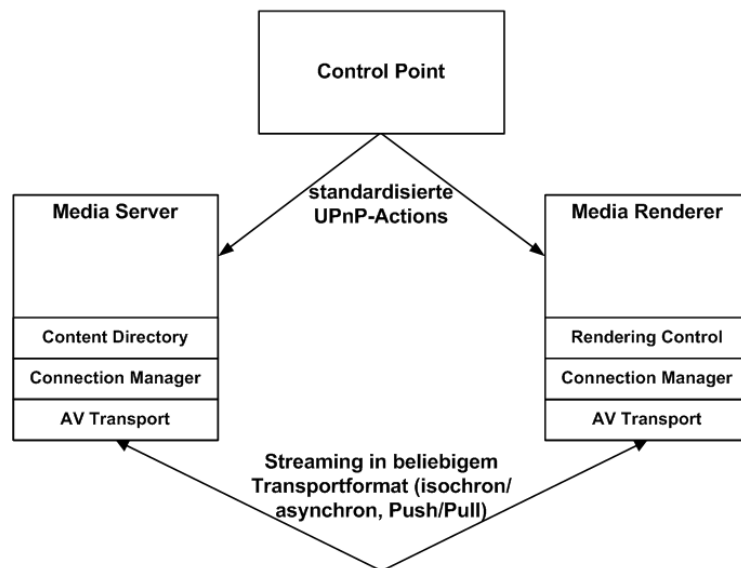 Control Point
standardisierte
UPnP-Actions
Media Server
Content Directory
Connection Manager
AV Transport
Media Renderer
Rendering Control
Connection Manager
AV Transport
Streaming in beliebigem
Transportformat (isochron/
asynchron, Push/Pull)